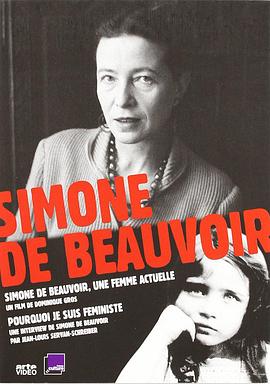 SIMONE
DE BEAUVOIR
SIMONE DE BEAUVOIR, UNE FEMME ACTUELLE
UN FILM DE DOMINIQUE GROS
POURQUOI JE SUIS FEMINISTE
UNE INTERVIEW DE SIMONE DE BEAUVOIR
PAR JEAN-LOUIS SERVAN-SCHREIBER
arte
VIDEO
culture